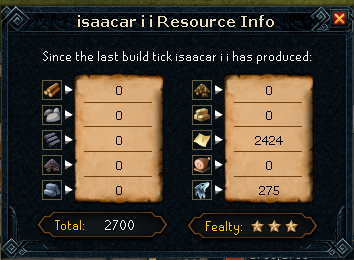 isaacar i i Resource Info
Since the last build tick isaacar i i has produced:
0 0
0 0
0 2424
0 0
0 275
Total: 2700 Fealty: